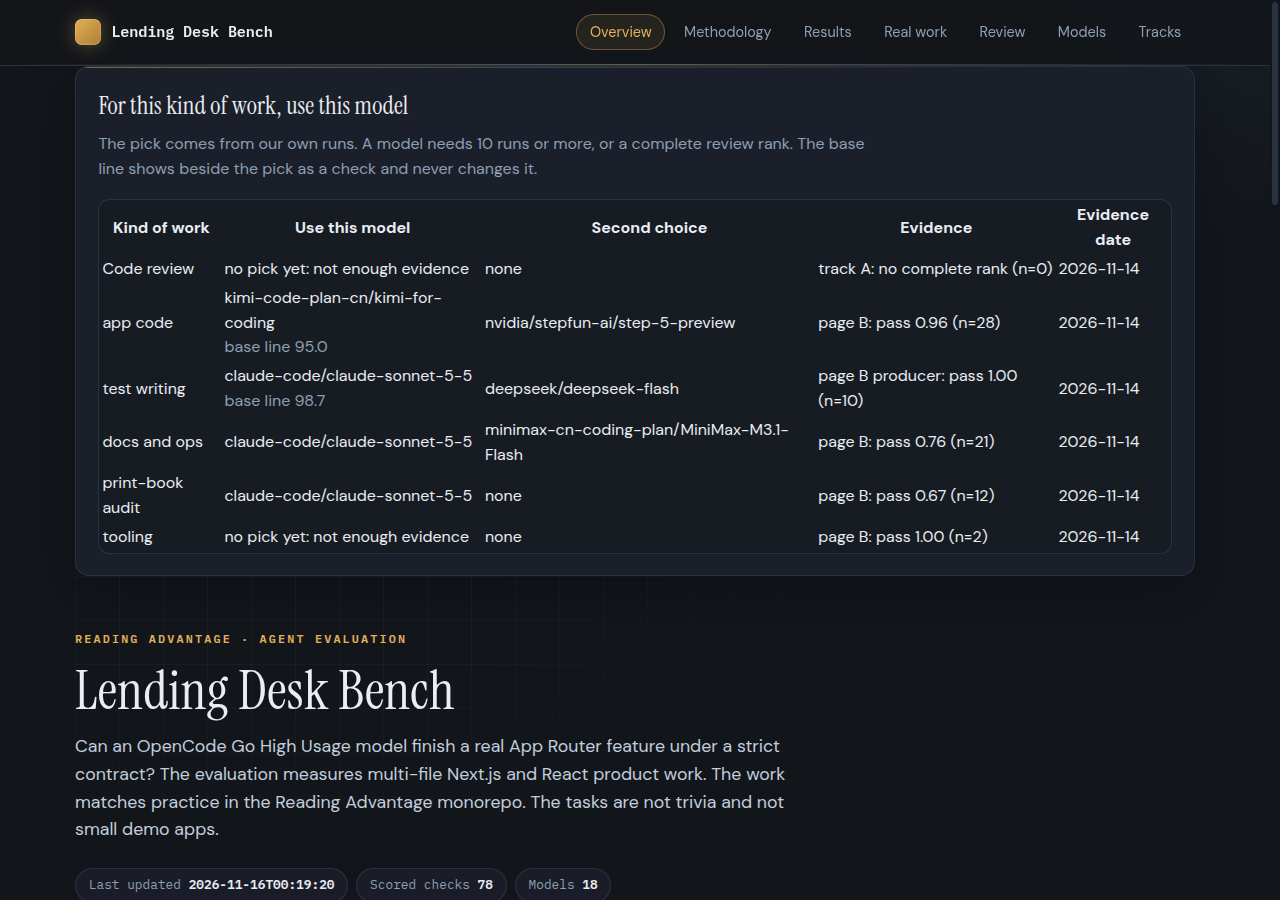 Lending Desk Bench
Overview
Methodology
Results
Real work
Review
Models
Tracks
For this kind of work, use this model
The pick comes from our own runs. A model needs 10 runs or more, or a complete review rank. The base
line shows beside the pick as a check and never changes it.
Kind of work
Use this model
Second choice
Evidence
Evidence
date
Code review
no pick yet: not enough evidence
none
track A: no complete rank (n=0)
2026-11-14
app code
kimi-code-plan-cn/kimi-for-
coding
base line 95.0
nvidia/stepfun-ai/step-5-preview
page B: pass 0.96 (n=28)
2026-11-14
test writing
claude-code/claude-sonnet-5-5
base line 98.7
deepseek/deepseek-flash
page B producer: pass 1.00
(n=10)
2026-11-14
docs and ops
claude-code/claude-sonnet-5-5
minimax-cn-coding-plan/MiniMax-M3.1-
Flash
page B: pass 0.76 (n=21)
2026-11-14
print-book
audit
claude-code/claude-sonnet-5-5
none
page B: pass 0.67 (n=12)
2026-11-14
tooling
no pick yet: not enough evidence
none
page B: pass 1.00 (n=2)
2026-11-14
READING ADVANTAGE · AGENT EVALUATION
Lending Desk Bench
Can an OpenCode Go High Usage model finish a real App Router feature under a strict
contract? The evaluation measures multi-file Next.js and React product work. The work
matches practice in the Reading Advantage monorepo. The tasks are not trivia and not
small demo apps.
Last updated 2026-11-16T00:19:20
Scored checks 78
Models 18